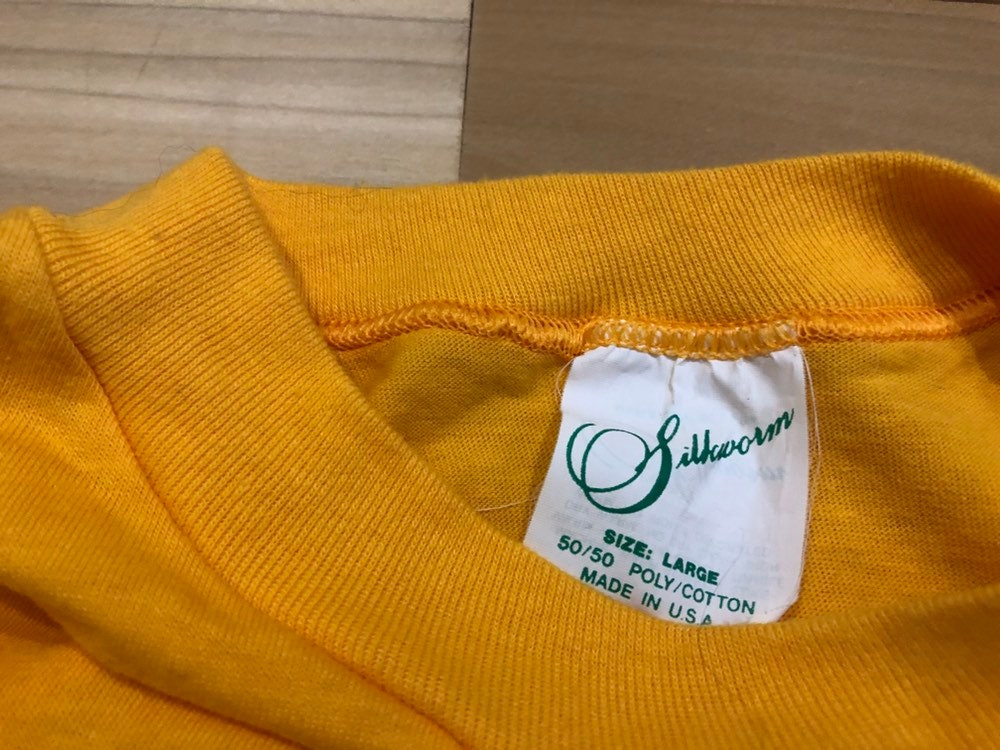 Silkworm
SIZE: LARGE
50/50 POLY/COTTON
MADE IN U.S.A